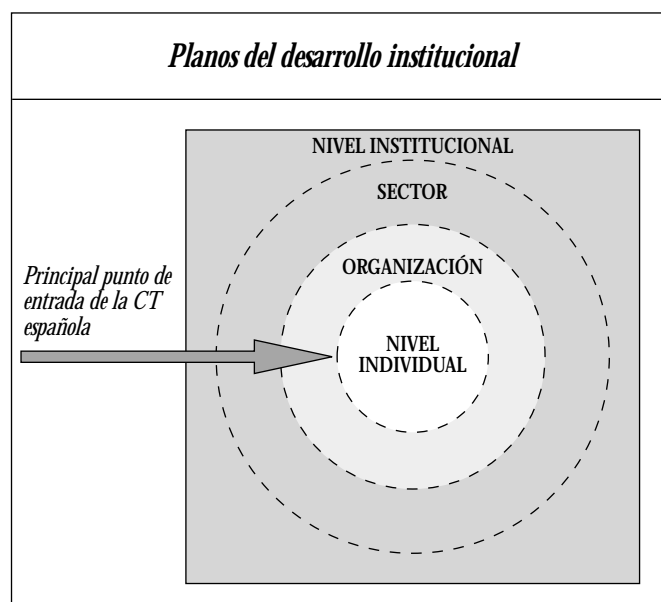 Planos del desarrollo institucional
NIVEL INSTITUCIONAL
SECTOR
ORGANIZACIÓN
Principal punto de
entrada de la CT
española
NIVEL
INDIVIDUAL